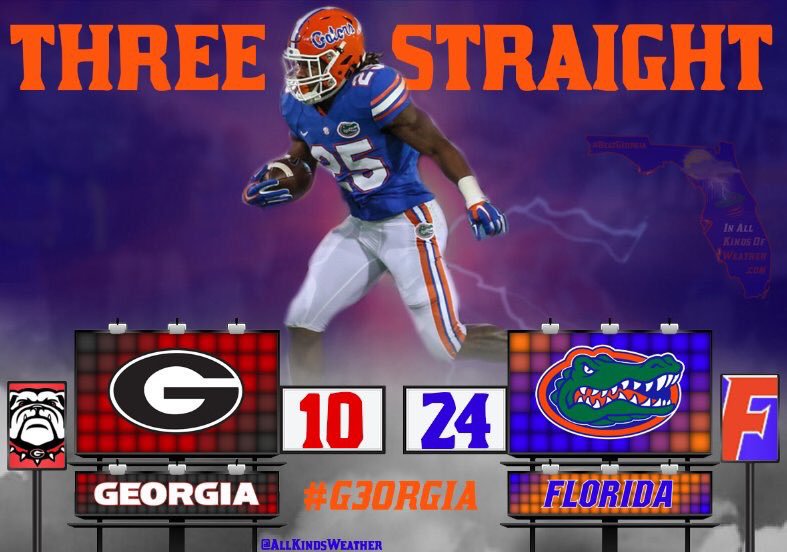 THREE STRAIGHT
Gators
25
#BEATGEORGIA
IN ALL
KINDS OF
WEATHER
.COM
G
10
24
F
GEORGIA
#G3ORGIA
FLORIDA
@ALLKINDSWEATHER